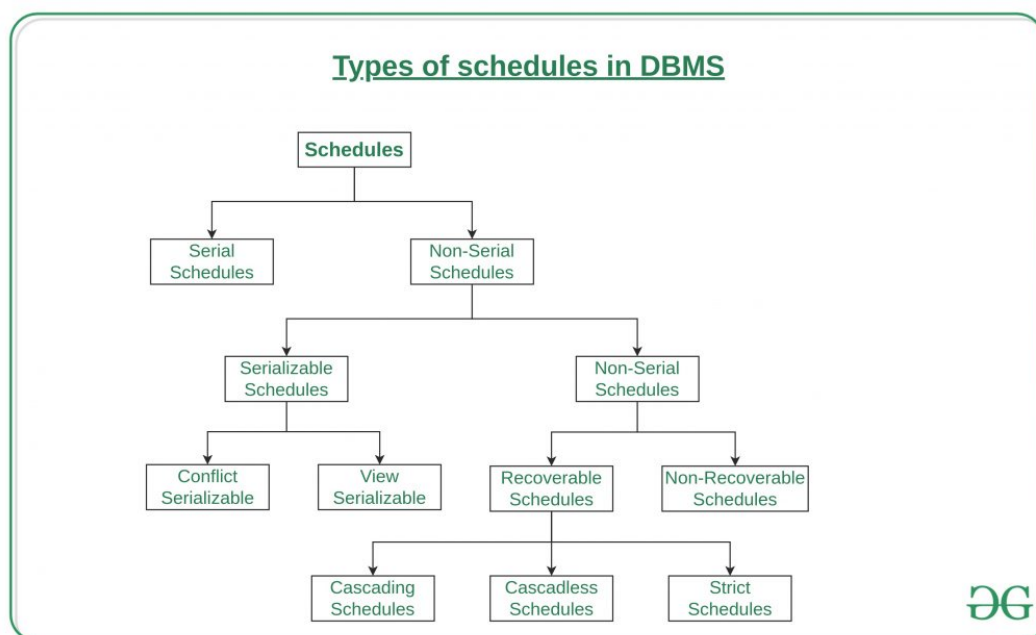 Types of schedules in DBMS
Schedules
Serial
Schedules
Non-Serial
Schedules
Serializable
Schedules
Non-Serial
Schedules
Conflict
Serializable
View
Serializable
Recoverable
Schedules
Non-Recoverable
Schedules
Cascading
Schedules
Cascadless
Schedules
Strict
Schedules